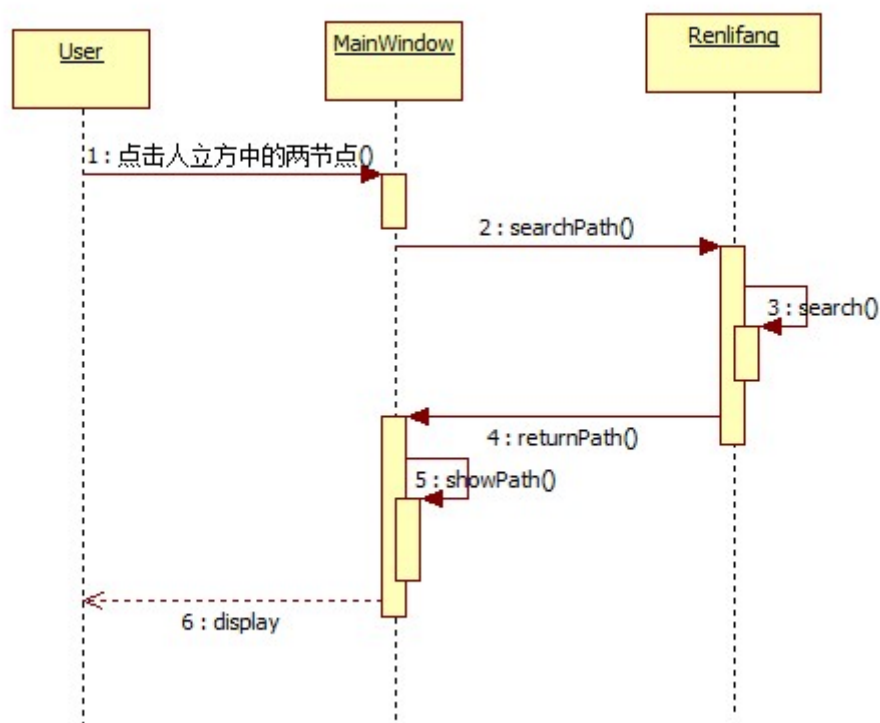 User
MainWindow
Renlifang
1 : 点击人立方中的两节点()
2 : searchPath()
3 : search()
4 : returnPath()
5 : showPath()
6 : display